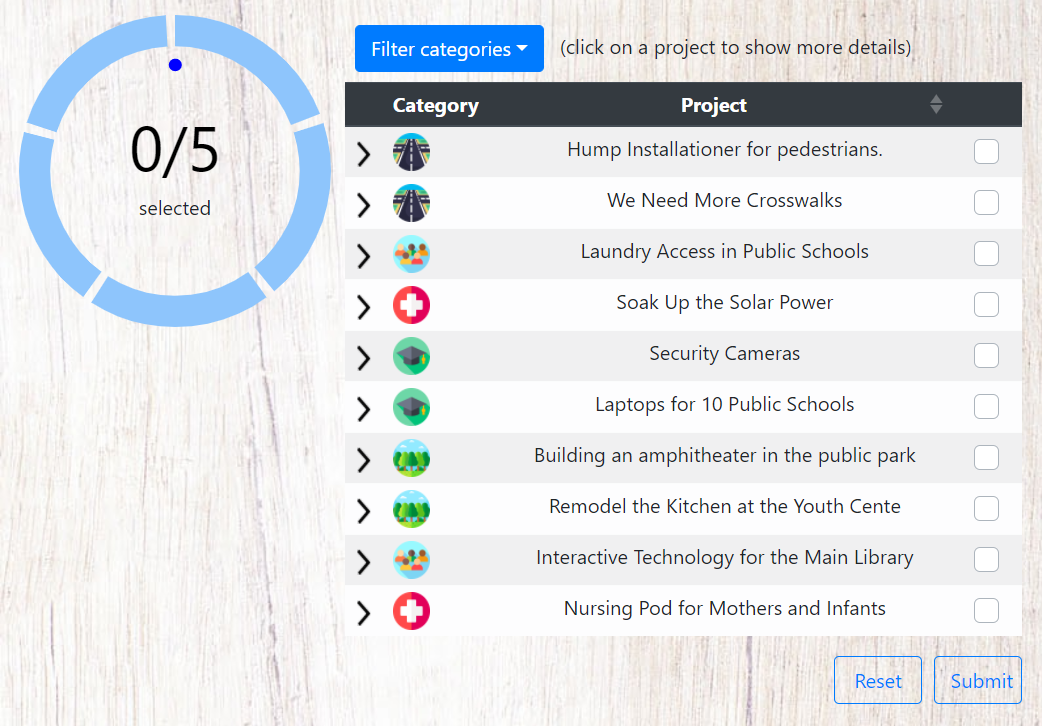 0/5
selected
Filter categories
(click on a project to show more details)
Category Project
Hump Installationer for pedestrians.
We Need More Crosswalks
Laundry Access in Public Schools
Soak Up the Solar Power
Security Cameras
Laptops for 10 Public Schools
Building an amphitheater in the public park
Remodel the Kitchen at the Youth Cente
Interactive Technology for the Main Library
Nursing Pod for Mothers and Infants
Reset Submit